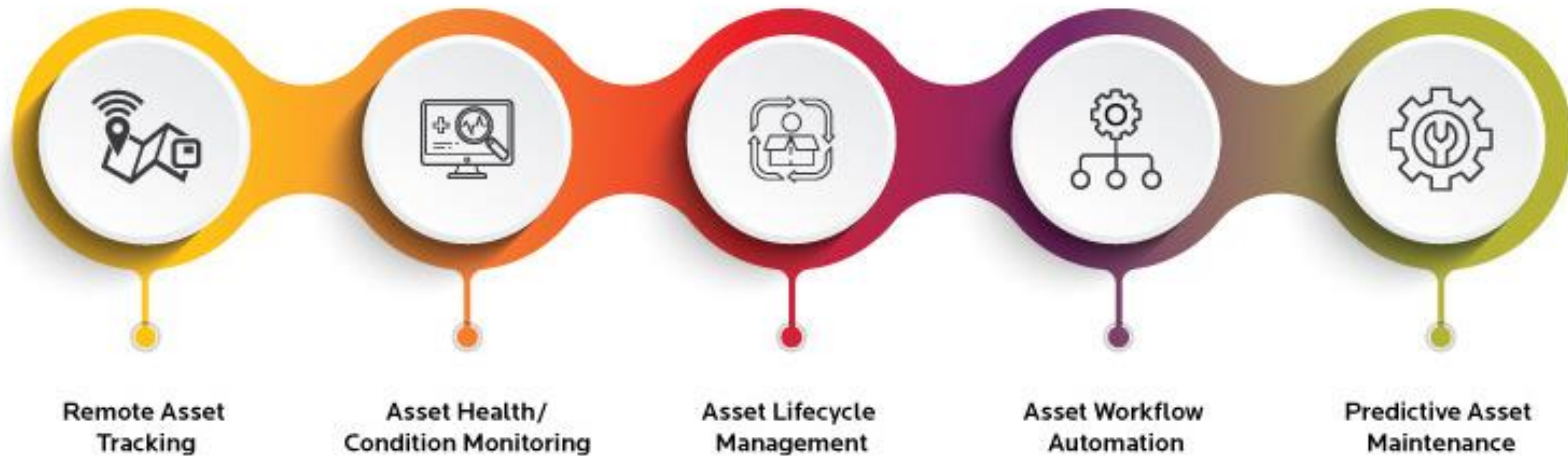 Remote Asset
Tracking
Asset Health/
Condition Monitoring
Asset Lifecycle
Management
Asset Workflow
Automation
Predictive Asset
Maintenance